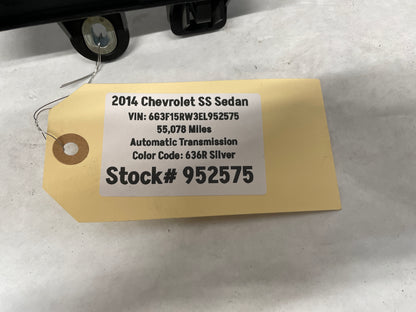 2014 Chevrolet SS Sedan
VIN: 6G3F15RW3EL952575
55,078 Miles
Automatic Transmission
Color Code: 636R Silver
Stock# 952575